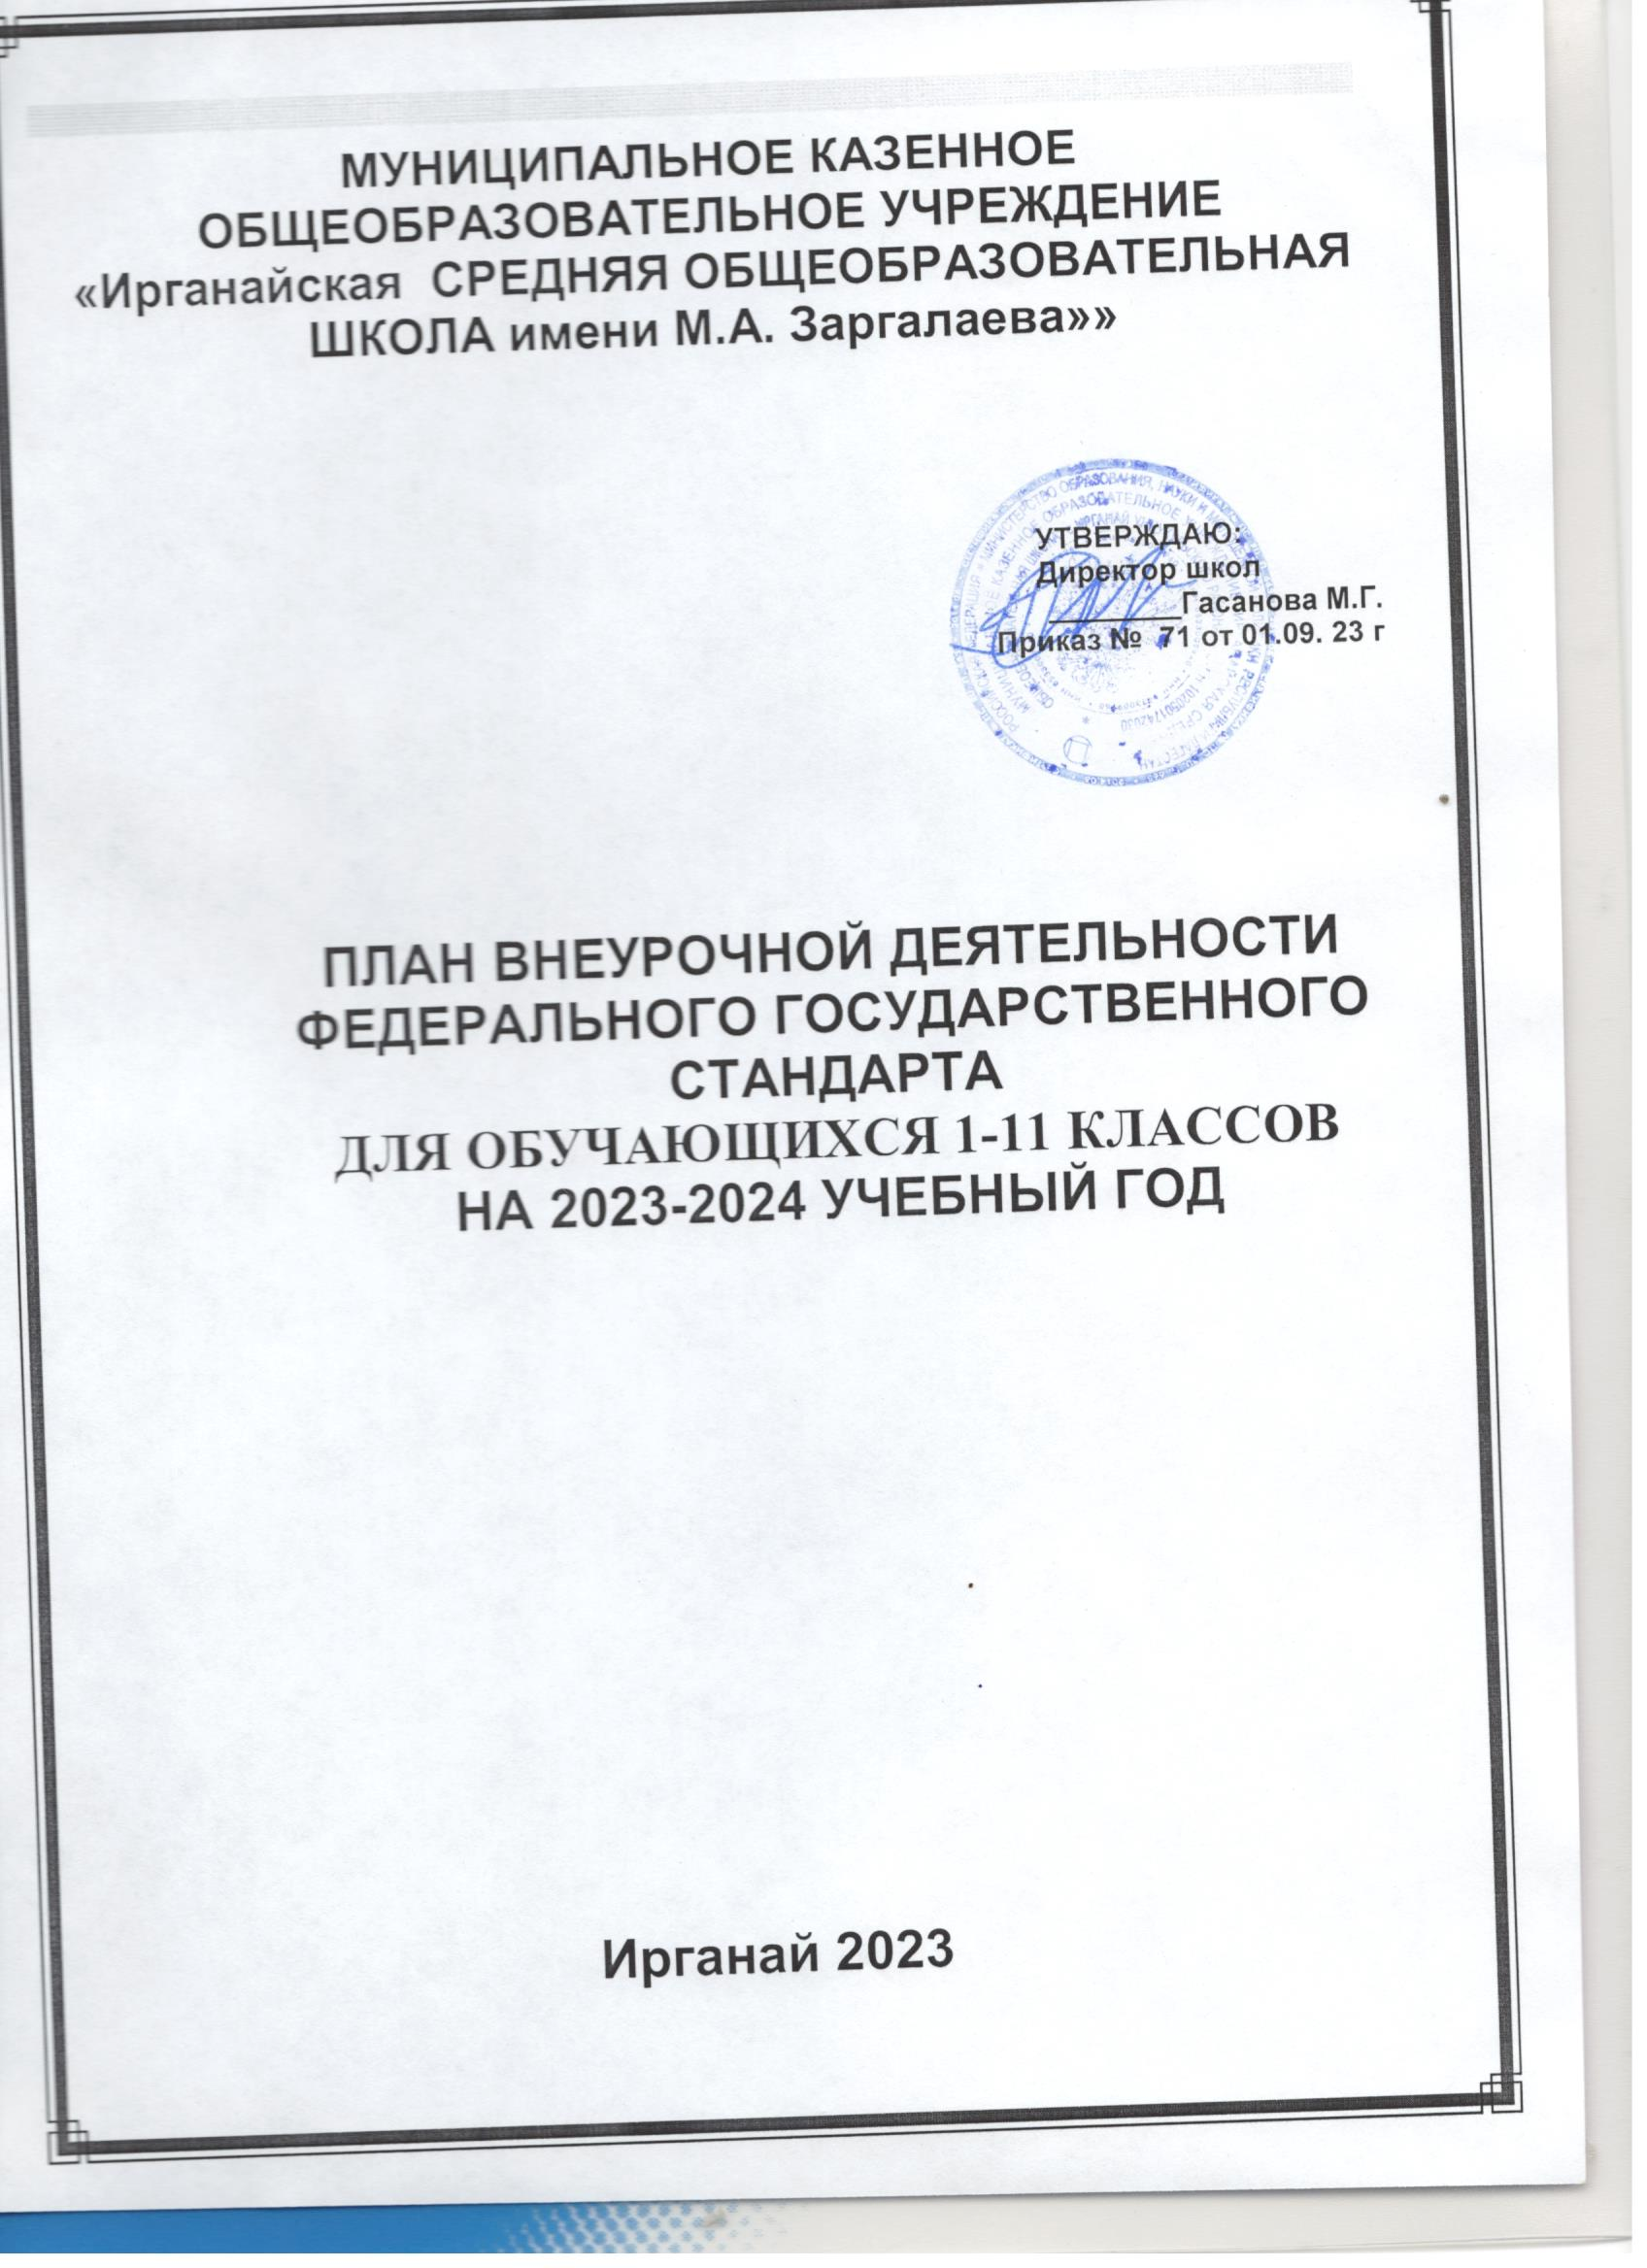 МУНИЦИПАЛЬНОЕ КАЗЕННОЕ
ОБЩЕОБРАЗОВАТЕЛЬНОЕ УЧРЕЖДЕНИЕ
«Ирганайская СРЕДНЯЯ ОБЩЕОБРАЗОВАТЕЛЬНАЯ
ШКОЛА имени М.А. Заргалаева»»
УТВЕРЖДАЮ:
Директор школ
__________Гасанова М.Г.
Приказ № 71 от 01.09. 23 г
ПЛАН ВНЕУРОЧНОЙ ДЕЯТЕЛЬНОСТИ
ФЕДЕРАЛЬНОГО ГОСУДАРСТВЕННОГО
СТАНДАРТА
ДЛЯ ОБУЧАЮЩИХСЯ 1-11 КЛАССОВ
НА 2023-2024 УЧЕБНЫЙ ГОД
Ирганай 2023